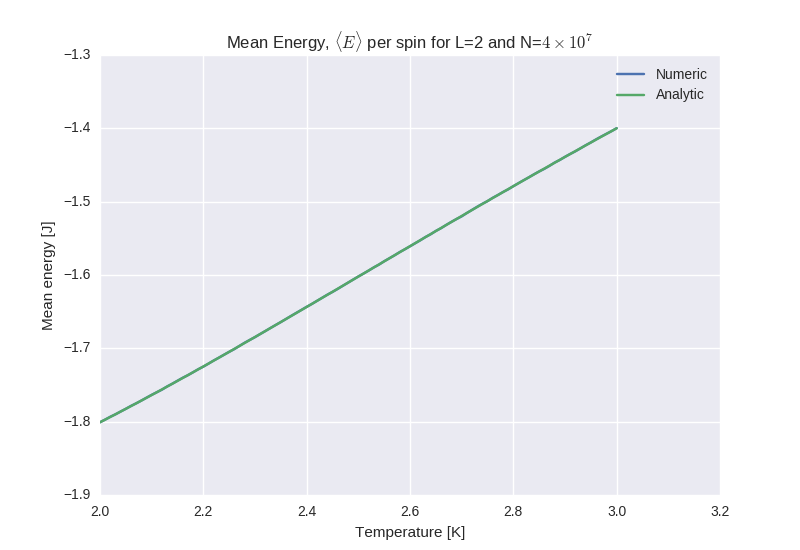 Mean Energy, ⟨E⟩ per spin for L=2 and N=4 × 10⁷
Numeric
Analytic
−1.3
−1.4
−1.5
−1.6
−1.7
−1.8
−1.9
Mean energy [J]
2.0 2.2 2.4 2.6 2.8 3.0 3.2
Temperature [K]